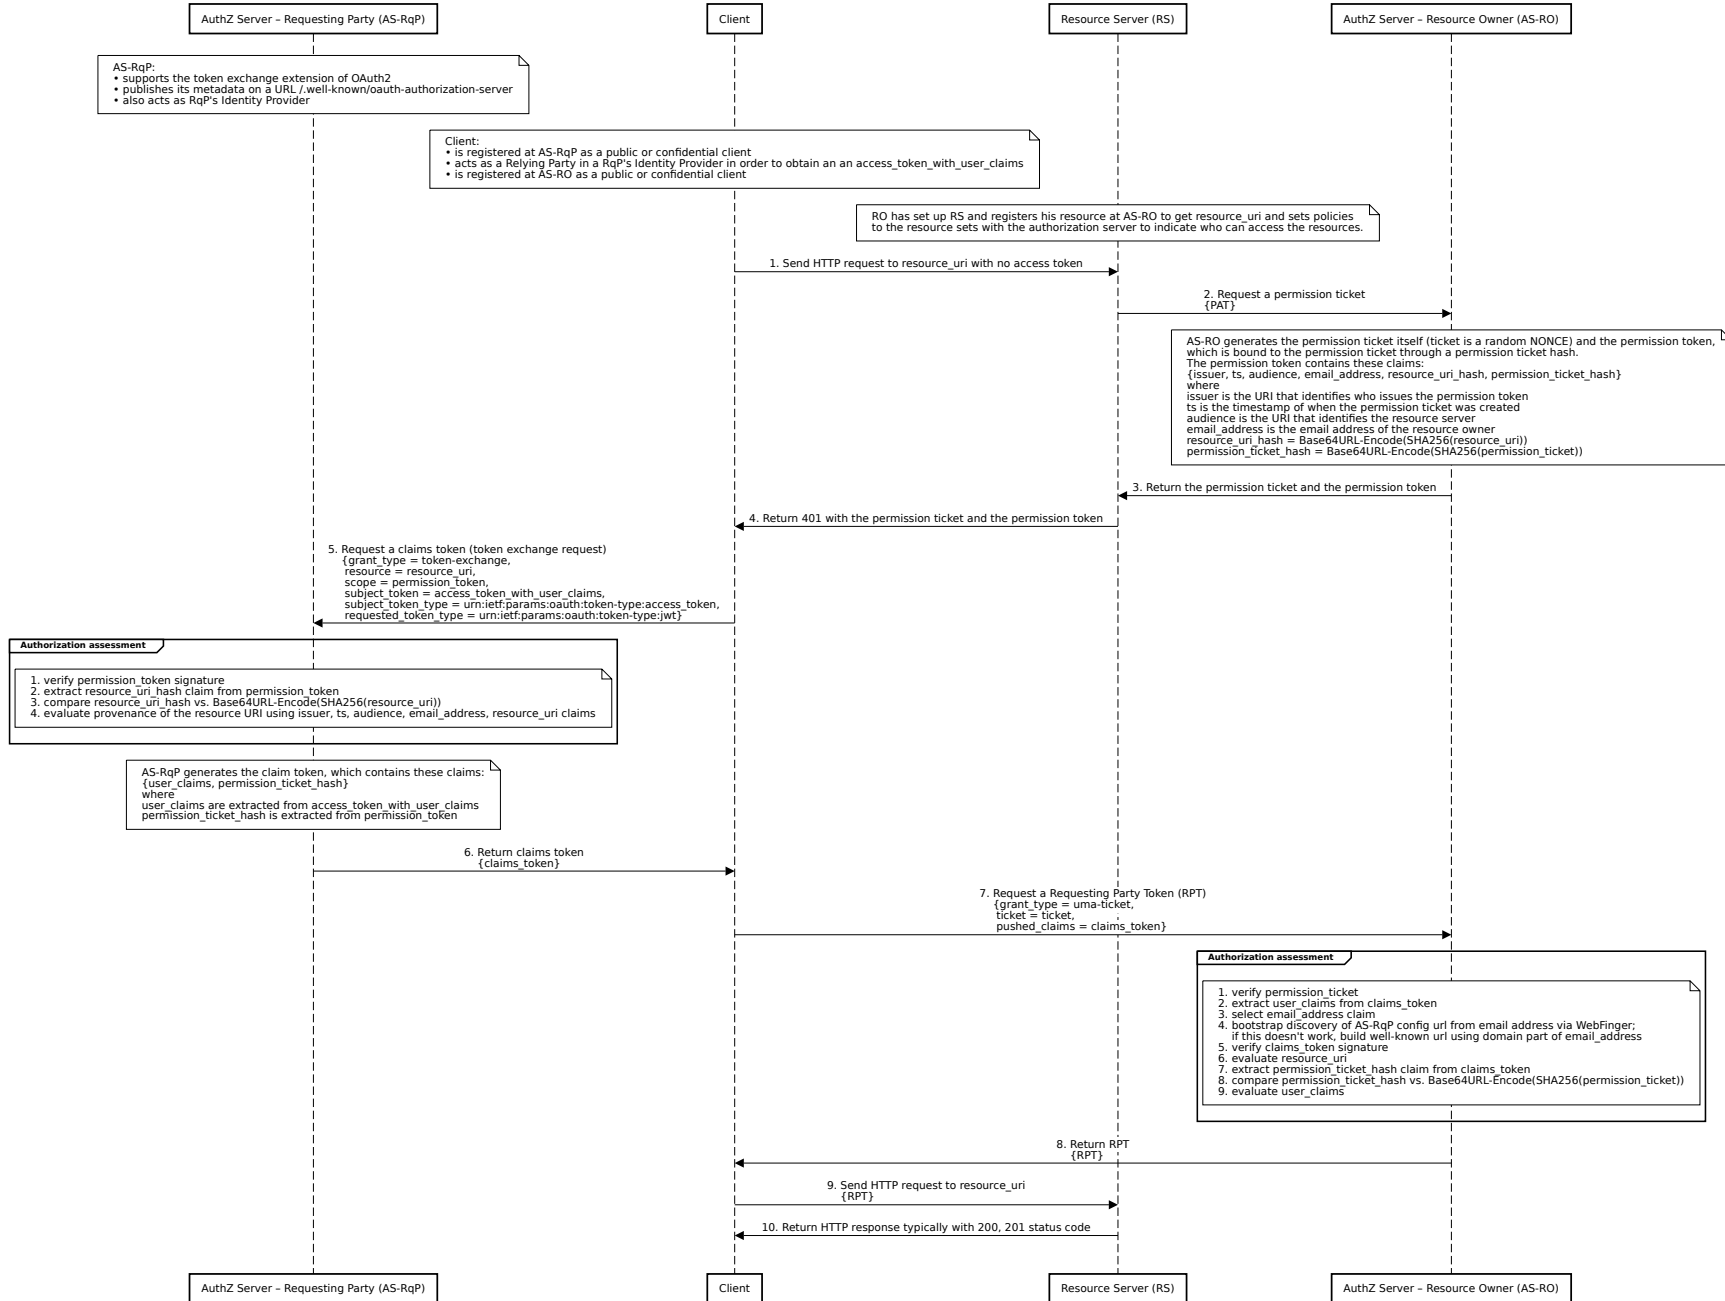 AuthZ Server – Requesting Party (AS-RqP)
Client
Resource Server (RS)
AuthZ Server – Resource Owner (AS-RO)
AS-RqP:
• supports the token exchange extension of OAuth2
• publishes its metadata on a URL /.well-known/oauth-authorization-server
• also acts as RqP's Identity Provider
Client:
• is registered at AS-RqP as a public or confidential client
• acts as a Relying Party in a RqP's Identity Provider in order to obtain an an access_token_with_user_claims
• is registered at AS-RO as a public or confidential client
RO has set up RS and registers his resource at AS-RO to get resource_uri and sets policies
to the resource sets with the authorization server to indicate who can access the resources.
1. Send HTTP request to resource_uri with no access token
2. Request a permission ticket
{PAT}
AS-RO generates the permission ticket itself (ticket is a random NONCE) and the permission token,
which is bound to the permission ticket through a permission ticket hash.
The permission token contains these claims:
{issuer, ts, audience, email_address, resource_uri_hash, permission_ticket_hash}
where
issuer is the URI that identifies who issues the permission token
ts is the timestamp of when the permission ticket was created
audience is the URI that identifies the resource server
email_address is the email address of the resource owner
resource_uri_hash = Base64URL-Encode(SHA256(resource_uri))
permission_ticket_hash = Base64URL-Encode(SHA256(permission_ticket))
3. Return the permission ticket and the permission token
4. Return 401 with the permission ticket and the permission token
5. Request a claims token (token exchange request)
{grant_type = token-exchange,
resource = resource_uri,
scope = permission_token,
subject_token = access_token_with_user_claims,
subject_token_type = urn:ietf:params:oauth:token-type:access_token,
requested_token_type = urn:ietf:params:oauth:token-type:jwt}
Authorization assessment
1. verify permission_token signature
2. extract resource_uri_hash claim from permission_token
3. compare resource_uri_hash vs. Base64URL-Encode(SHA256(resource_uri))
4. evaluate provenance of the resource URI using issuer, ts, audience, email_address, resource_uri claims
AS-RqP generates the claim token, which contains these claims:
{user_claims, permission_ticket_hash}
where
user_claims are extracted from access_token_with_user_claims
permission_ticket_hash is extracted from permission_token
6. Return claims token
{claims_token}
7. Request a Requesting Party Token (RPT)
{grant_type = uma-ticket,
ticket = ticket,
pushed_claims = claims_token}
Authorization assessment
1. verify permission_ticket
2. extract user_claims from claims_token
3. select email_address claim
4. bootstrap discovery of AS-RqP config url from email address via WebFinger;
if this doesn't work, build well-known url using domain part of email_address
5. verify claims_token signature
6. evaluate resource_uri
7. extract permission_ticket_hash claim from claims_token
8. compare permission_ticket_hash vs. Base64URL-Encode(SHA256(permission_ticket))
9. evaluate user_claims
8. Return RPT
{RPT}
9. Send HTTP request to resource_uri
{RPT}
10. Return HTTP response typically with 200, 201 status code
AuthZ Server – Requesting Party (AS-RqP)
Client
Resource Server (RS)
AuthZ Server – Resource Owner (AS-RO)